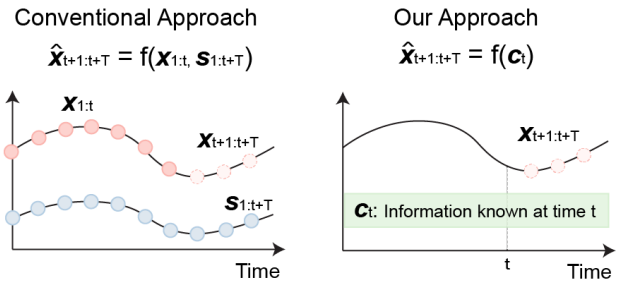 Conventional Approach
x̂t+1:t+T = f(x1:t, s1:t+T)
x1:t
xt+1:t+T
s1:t+T
Time
Our Approach
x̂t+1:t+T = f(ct)
xt+1:t+T
ct: Information known at time t
t
Time